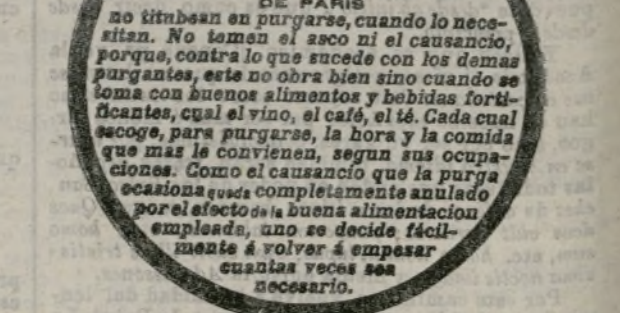 DE PARIS
no titubean en purgarse, cuando lo nece-
sitan. No temen el asco ni el causancio,
porque, contra lo que sucede con los demas
purgantes, este no obra bien sino cuando se
toma con buenos alimentos y bebidas forti-
ficantes, cual el vino, el café, el té. Cada cual
escoge, para purgarse, la hora y la comida
que mas le convienen, segun sus ocupa-
ciones. Como el causancio que la purga
ocasiona queda completamente anulado
por el efecto de la buena alimentacion
empleada, uno se decide fácil-
mente á volver á empesar
cuantas veces sea
necesario.